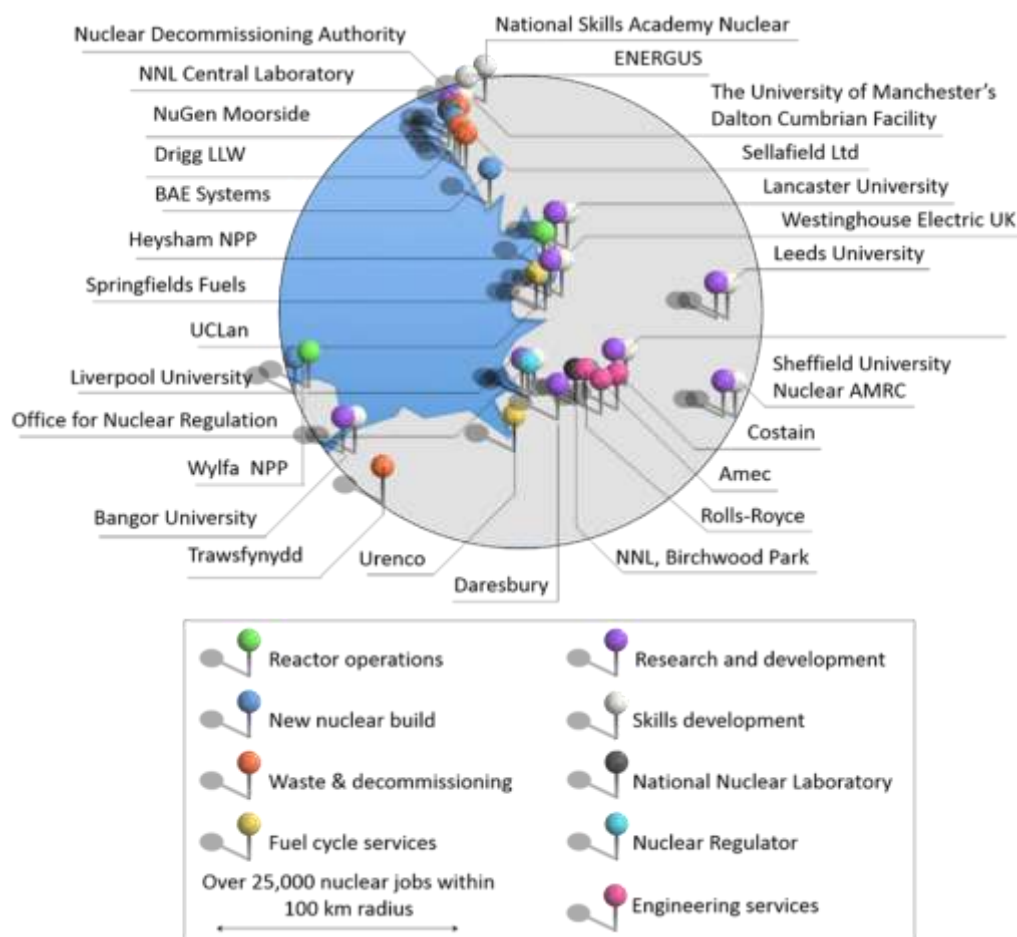 National Skills Academy Nuclear
Nuclear Decommissioning Authority
ENERGUS
NNL Central Laboratory
The University of Manchester's
Dalton Cumbrian Facility
NuGen Moorside
Drigg LLW
Sellafield Ltd
BAE Systems
Lancaster University
Westinghouse Electric UK
Heysham NPP
Leeds University
Springfields Fuels
UCLan
Liverpool University
Sheffield University
Nuclear AMRC
Office for Nuclear Regulation
Costain
Wylfa NPP
Amec
Bangor University
Rolls-Royce
Trawsfynydd
Urenco
NNL, Birchwood Park
Daresbury
Reactor operations
Research and development
New nuclear build
Skills development
Waste & decommissioning
National Nuclear Laboratory
Fuel cycle services
Nuclear Regulator
Over 25,000 nuclear jobs within
100 km radius
Engineering services